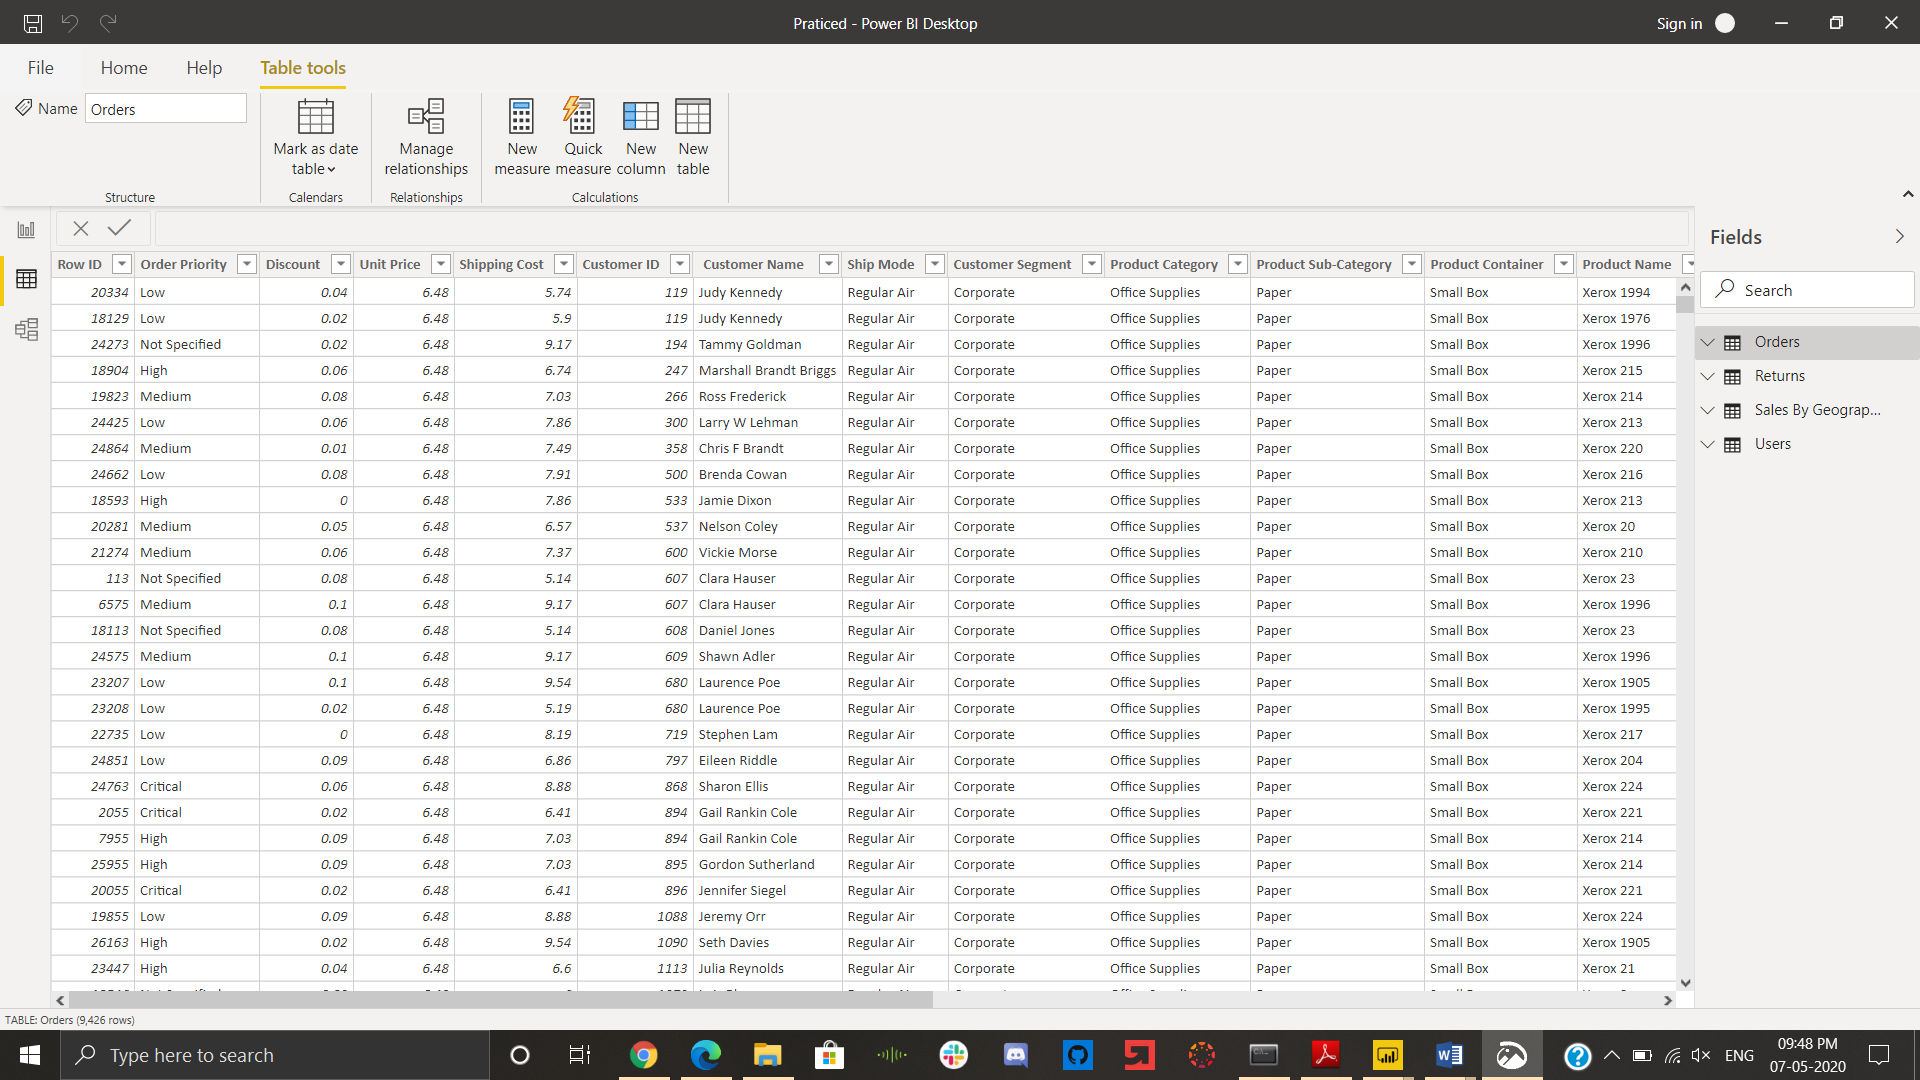 Praticed - Power BI Desktop
Sign in
File Home Help Table tools
Name Orders
Mark as date table
Manage relationships
New measure
Quick measure
New column
New table
Structure Calendars Relationships Calculations
Row ID Order Priority Discount Unit Price Shipping Cost Customer ID Customer Name Ship Mode Customer Segment Product Category Product Sub-Category Product Container Product Name
20334 Low 0.04 6.48 5.74 119 Judy Kennedy Regular Air Corporate Office Supplies Paper Small Box Xerox 1994
18129 Low 0.02 6.48 5.9 119 Judy Kennedy Regular Air Corporate Office Supplies Paper Small Box Xerox 1976
24273 Not Specified 0.02 6.48 9.17 194 Tammy Goldman Regular Air Corporate Office Supplies Paper Small Box Xerox 1996
18904 High 0.06 6.48 6.74 247 Marshall Brandt Briggs Regular Air Corporate Office Supplies Paper Small Box Xerox 215
19823 Medium 0.08 6.48 7.03 266 Ross Frederick Regular Air Corporate Office Supplies Paper Small Box Xerox 214
24425 Low 0.06 6.48 7.86 300 Larry W Lehman Regular Air Corporate Office Supplies Paper Small Box Xerox 213
24864 Medium 0.01 6.48 7.49 358 Chris F Brandt Regular Air Corporate Office Supplies Paper Small Box Xerox 220
24662 Low 0.08 6.48 7.91 500 Brenda Cowan Regular Air Corporate Office Supplies Paper Small Box Xerox 216
18593 High 0 6.48 7.86 533 Jamie Dixon Regular Air Corporate Office Supplies Paper Small Box Xerox 213
20281 Medium 0.05 6.48 6.57 537 Nelson Coley Regular Air Corporate Office Supplies Paper Small Box Xerox 20
21274 Medium 0.06 6.48 7.37 600 Vickie Morse Regular Air Corporate Office Supplies Paper Small Box Xerox 210
113 Not Specified 0.08 6.48 5.14 607 Clara Hauser Regular Air Corporate Office Supplies Paper Small Box Xerox 23
6575 Medium 0.1 6.48 9.17 607 Clara Hauser Regular Air Corporate Office Supplies Paper Small Box Xerox 1996
18113 Not Specified 0.08 6.48 5.14 608 Daniel Jones Regular Air Corporate Office Supplies Paper Small Box Xerox 23
24575 Medium 0.1 6.48 9.17 609 Shawn Adler Regular Air Corporate Office Supplies Paper Small Box Xerox 1996
23207 Low 0.1 6.48 9.54 680 Laurence Poe Regular Air Corporate Office Supplies Paper Small Box Xerox 1905
23208 Low 0.02 6.48 5.19 680 Laurence Poe Regular Air Corporate Office Supplies Paper Small Box Xerox 1995
22735 Low 0 6.48 8.19 719 Stephen Lam Regular Air Corporate Office Supplies Paper Small Box Xerox 217
24851 Low 0.09 6.48 6.86 797 Eileen Riddle Regular Air Corporate Office Supplies Paper Small Box Xerox 204
24763 Critical 0.06 6.48 8.88 868 Sharon Ellis Regular Air Corporate Office Supplies Paper Small Box Xerox 224
2055 Critical 0.02 6.48 6.41 894 Gail Rankin Cole Regular Air Corporate Office Supplies Paper Small Box Xerox 221
7955 High 0.09 6.48 7.03 894 Gail Rankin Cole Regular Air Corporate Office Supplies Paper Small Box Xerox 214
25955 High 0.09 6.48 7.03 895 Gordon Sutherland Regular Air Corporate Office Supplies Paper Small Box Xerox 214
20055 Critical 0.02 6.48 6.41 896 Jennifer Siegel Regular Air Corporate Office Supplies Paper Small Box Xerox 221
19855 Low 0.09 6.48 8.88 1088 Jeremy Orr Regular Air Corporate Office Supplies Paper Small Box Xerox 224
26163 High 0.02 6.48 9.54 1090 Seth Davies Regular Air Corporate Office Supplies Paper Small Box Xerox 1905
23447 High 0.04 6.48 6.6 1113 Julia Reynolds Regular Air Corporate Office Supplies Paper Small Box Xerox 21
Fields
Search
Orders
Returns
Sales By Geograp...
Users
TABLE: Orders (9,426 rows)
Type here to search
ENG
09:48 PM
07-05-2020